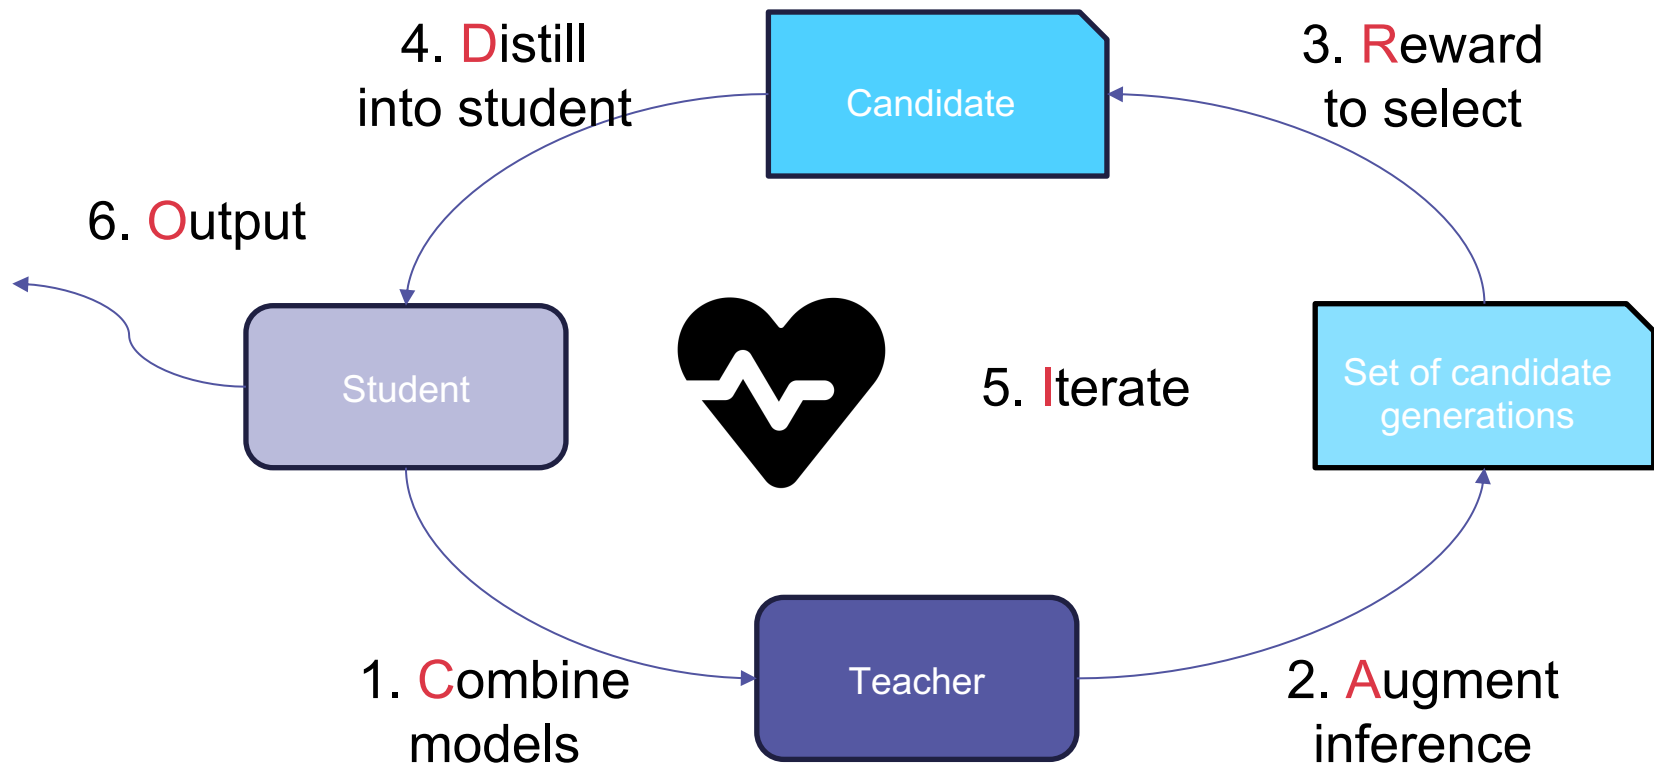 4. Distill
into student
Candidate
3. Reward
to select
6. Output
Student
5. Iterate
Set of candidate
generations
1. Combine
models
Teacher
2. Augment
inference